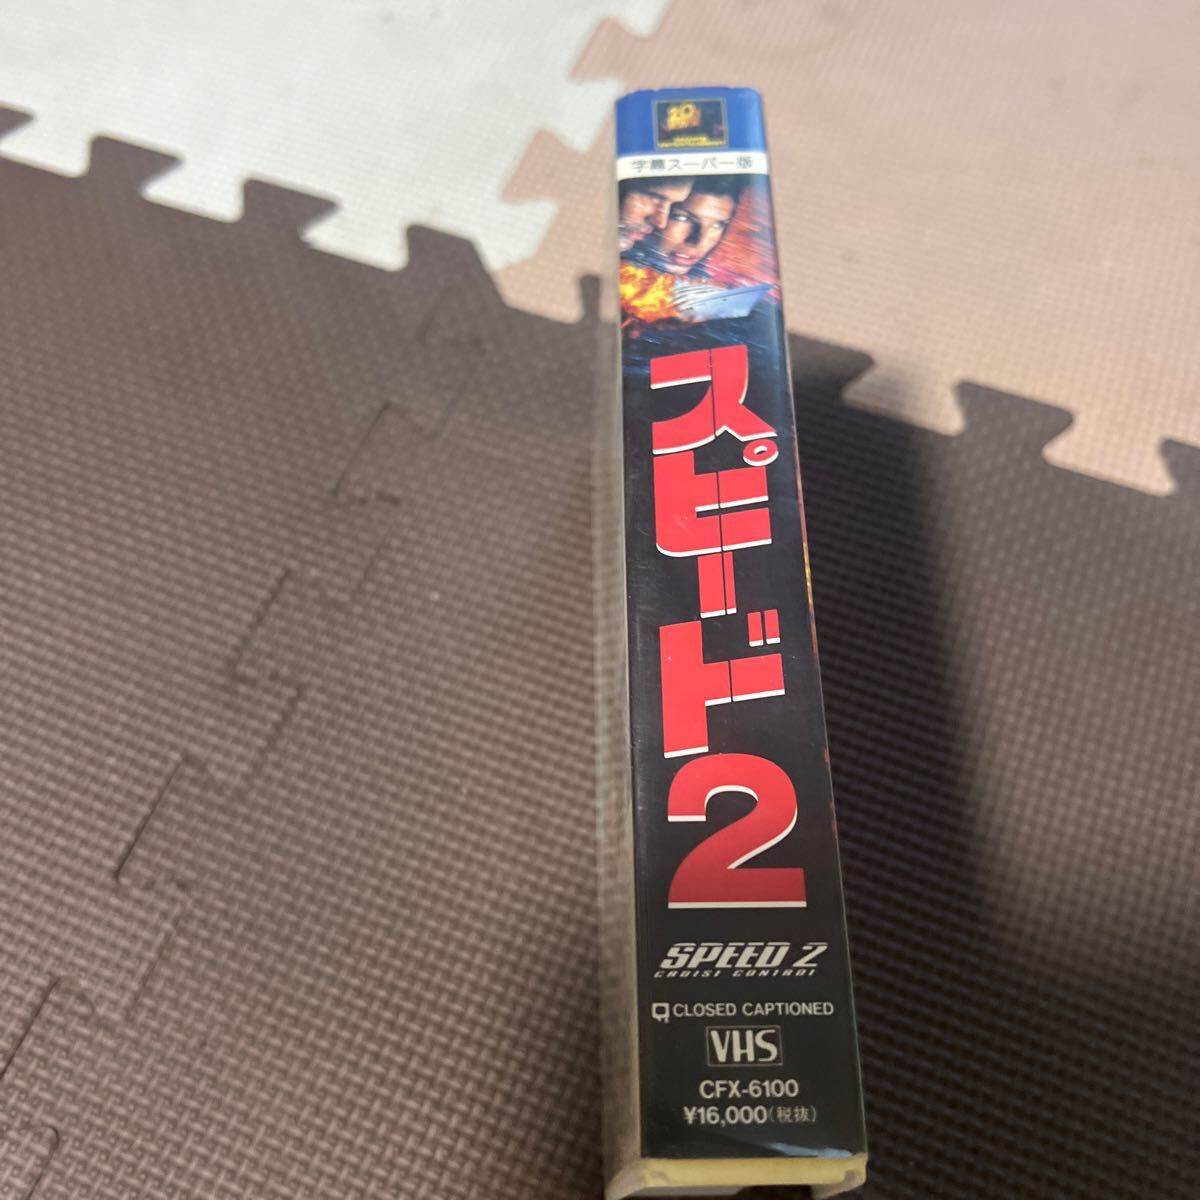 20
字幕スーパー版
スピード2
SPEED 2
CRUISE CONTROL
CLOSED CAPTIONED
VHS
CFX-6100
¥16,000(税抜)